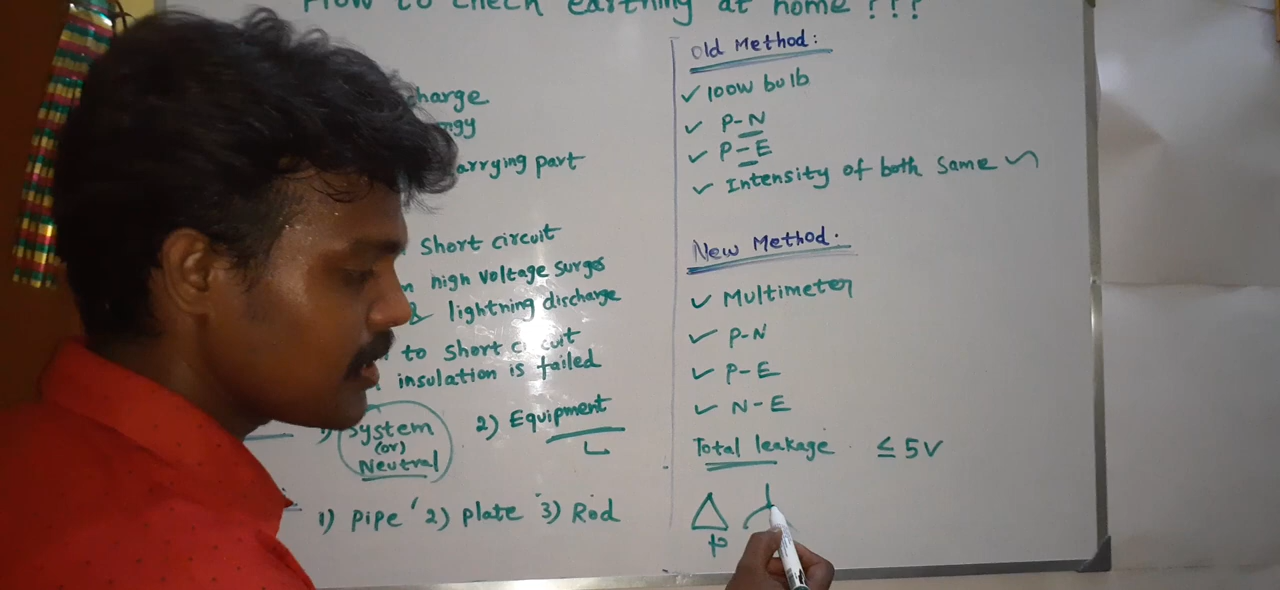 How to check earthing at home???
charge
arrying part
short circuit
high voltage surges
& lightning discharge
to short circuit
insulation is failed
1) System (or) Neutral 2) Equipment
1) Pipe 2) Plate 3) Rod
Old Method:
✓ 100W bulb
✓ P-N
✓ P-E
✓ Intensity of both same
New Method:
✓ Multimeter
✓ P-N
✓ P-E
✓ N-E
Total leakage ≤ 5V